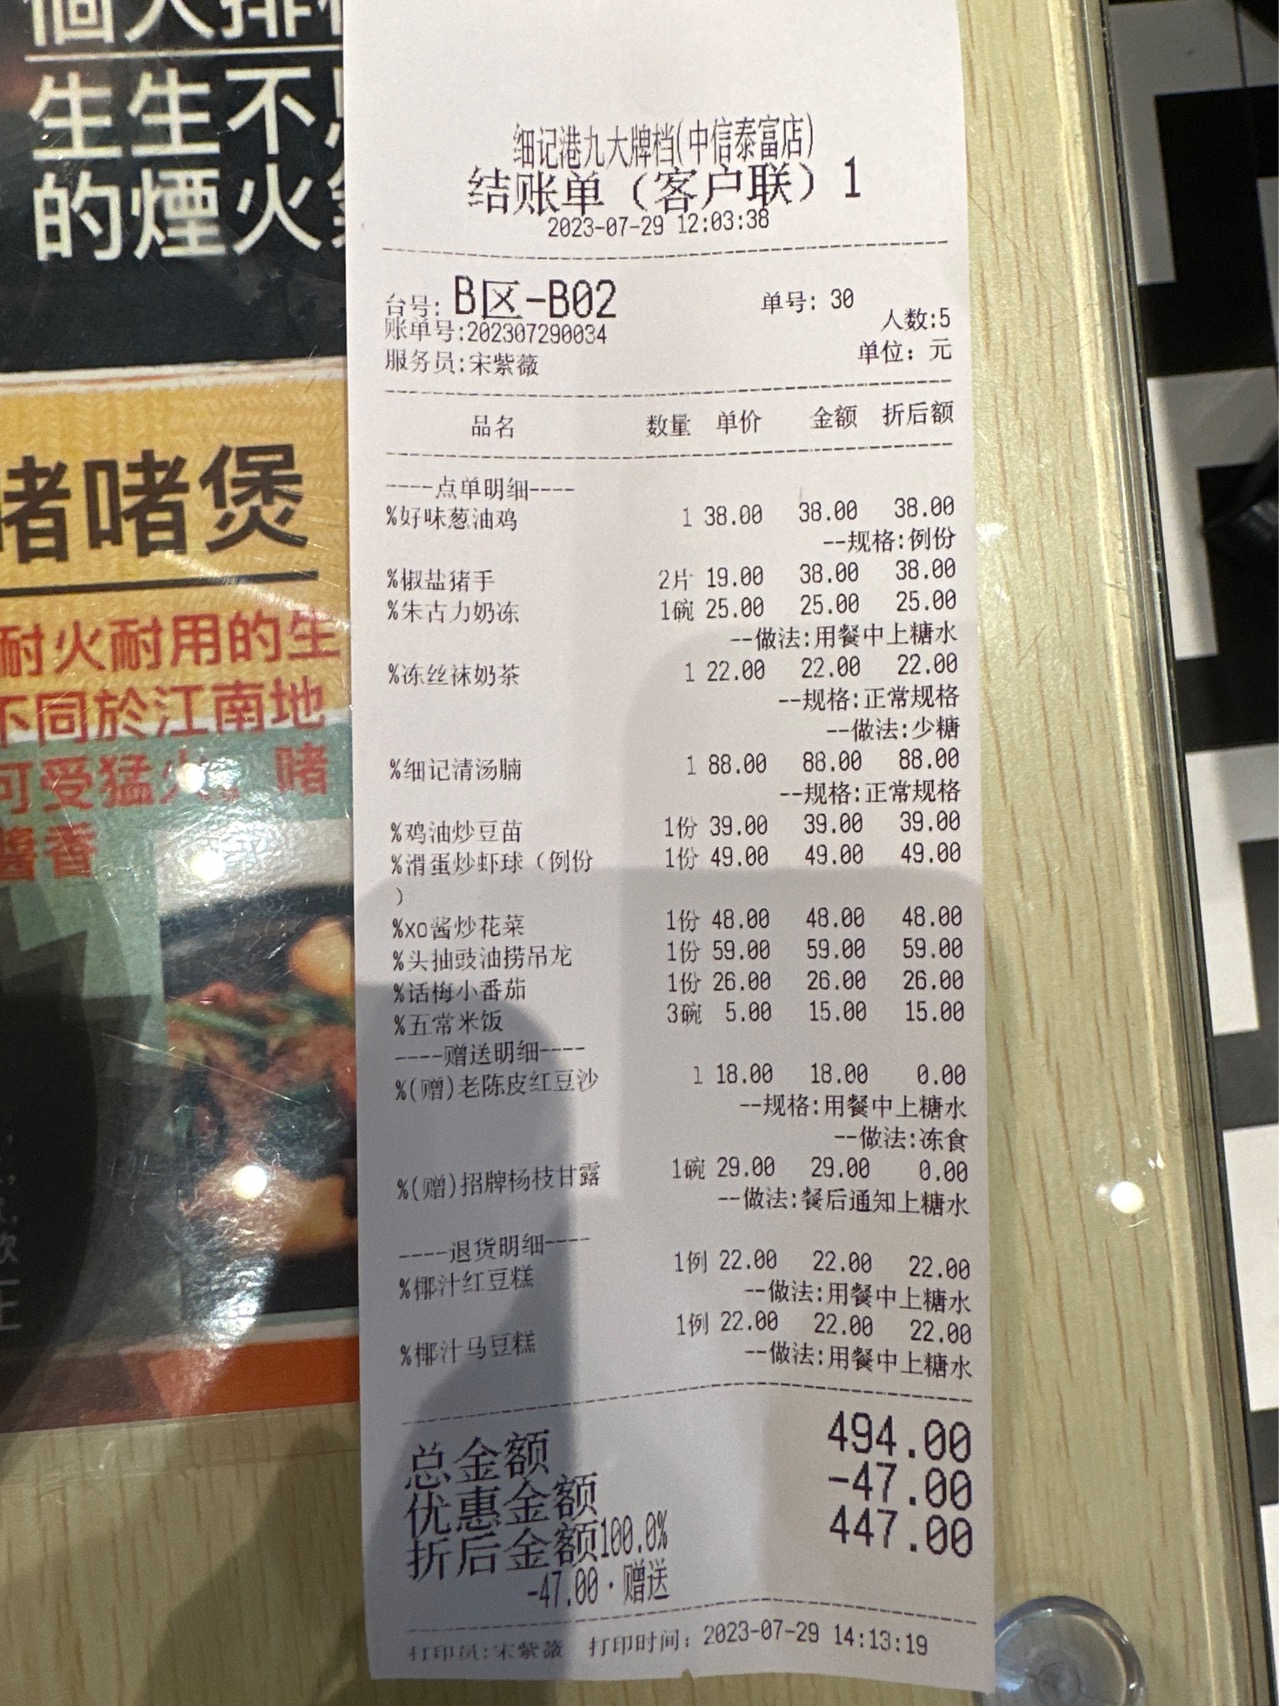 個人排
生生不
的煙火
啫啫煲
耐火耐用的生
不同於江南地
可受猛火，啫
醬香
细记港九大牌档(中信泰富店)
结账单（客户联）1
2023-07-29 12:03:38
台号: B区-B02 单号: 30
账单号:202307290034 人数:5
服务员:宋紫薇 单位: 元
品名 数量 单价 金额 折后额
----点单明细----
%好味葱油鸡 1 38.00 38.00 38.00
--规格:例份
%椒盐猪手 2片 19.00 38.00 38.00
%朱古力奶冻 1碗 25.00 25.00 25.00
--做法:用餐中上糖水
%冻丝袜奶茶 1 22.00 22.00 22.00
--规格:正常规格
--做法:少糖
%细记清汤腩 1 88.00 88.00 88.00
--规格:正常规格
%鸡油炒豆苗 1份 39.00 39.00 39.00
%滑蛋炒虾球（例份 1份 49.00 49.00 49.00
）
%xo酱炒花菜 1份 48.00 48.00 48.00
%头抽豉油捞吊龙 1份 59.00 59.00 59.00
%话梅小番茄 1份 26.00 26.00 26.00
%五常米饭 3碗 5.00 15.00 15.00
----赠送明细----
%(赠)老陈皮红豆沙 1 18.00 18.00 0.00
--规格:用餐中上糖水
--做法:冻食
%(赠)招牌杨枝甘露 1碗 29.00 29.00 0.00
--做法:餐后通知上糖水
----退货明细----
%椰汁红豆糕 1例 22.00 22.00 22.00
--做法:用餐中上糖水
%椰汁马豆糕 1例 22.00 22.00 22.00
--做法:用餐中上糖水
总金额 494.00
优惠金额 -47.00
折后金额100.0% 447.00
-47.00·赠送
打印员:宋紫薇 打印时间: 2023-07-29 14:13:19